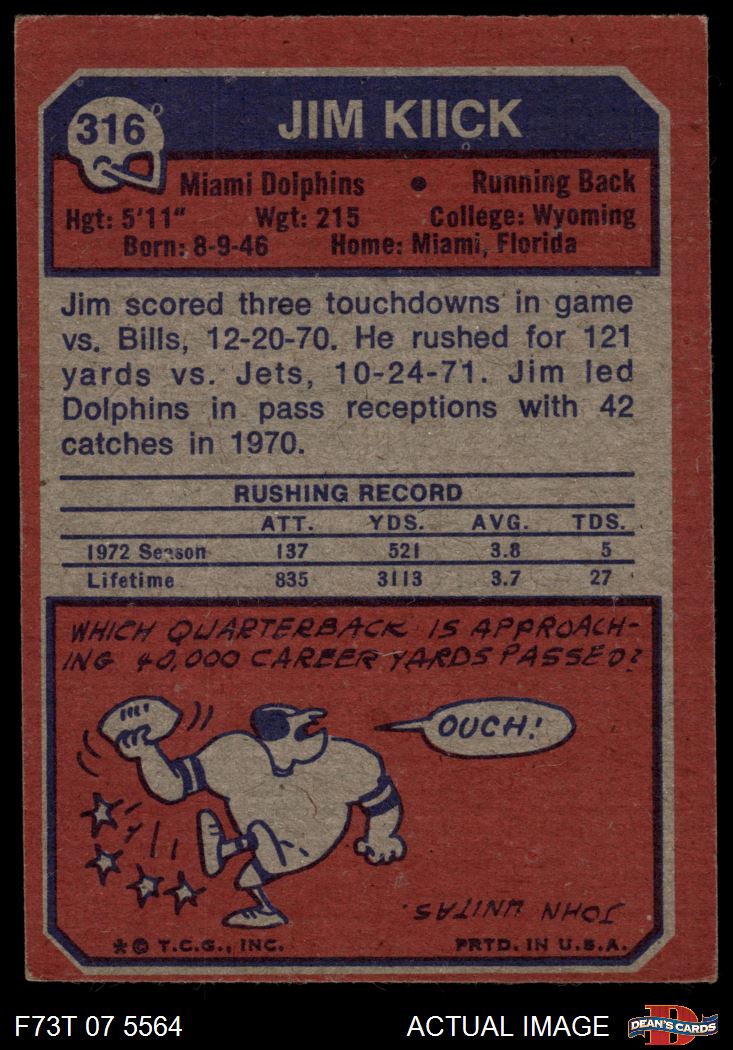 316
JIM KIICK
Miami Dolphins • Running Back
Hgt: 5'11" Wgt: 215 College: Wyoming
Born: 8-9-46 Home: Miami, Florida
Jim scored three touchdowns in game
vs. Bills, 12-20-70. He rushed for 121
yards vs. Jets, 10-24-71. Jim led
Dolphins in pass receptions with 42
catches in 1970.
RUSHING RECORD
ATT. YDS. AVG. TDS.
1972 Season 137 521 3.8 5
Lifetime 835 3113 3.7 27
WHICH QUARTERBACK IS APPROACH-
ING 40,000 CAREER YARDS PASSED?
OUCH!
JOHN UNITAS.
* © T.C.G., INC. PRTD. IN U.S.A.
F73T 07 5564 ACTUAL IMAGE
D
DEAN'S CARDS